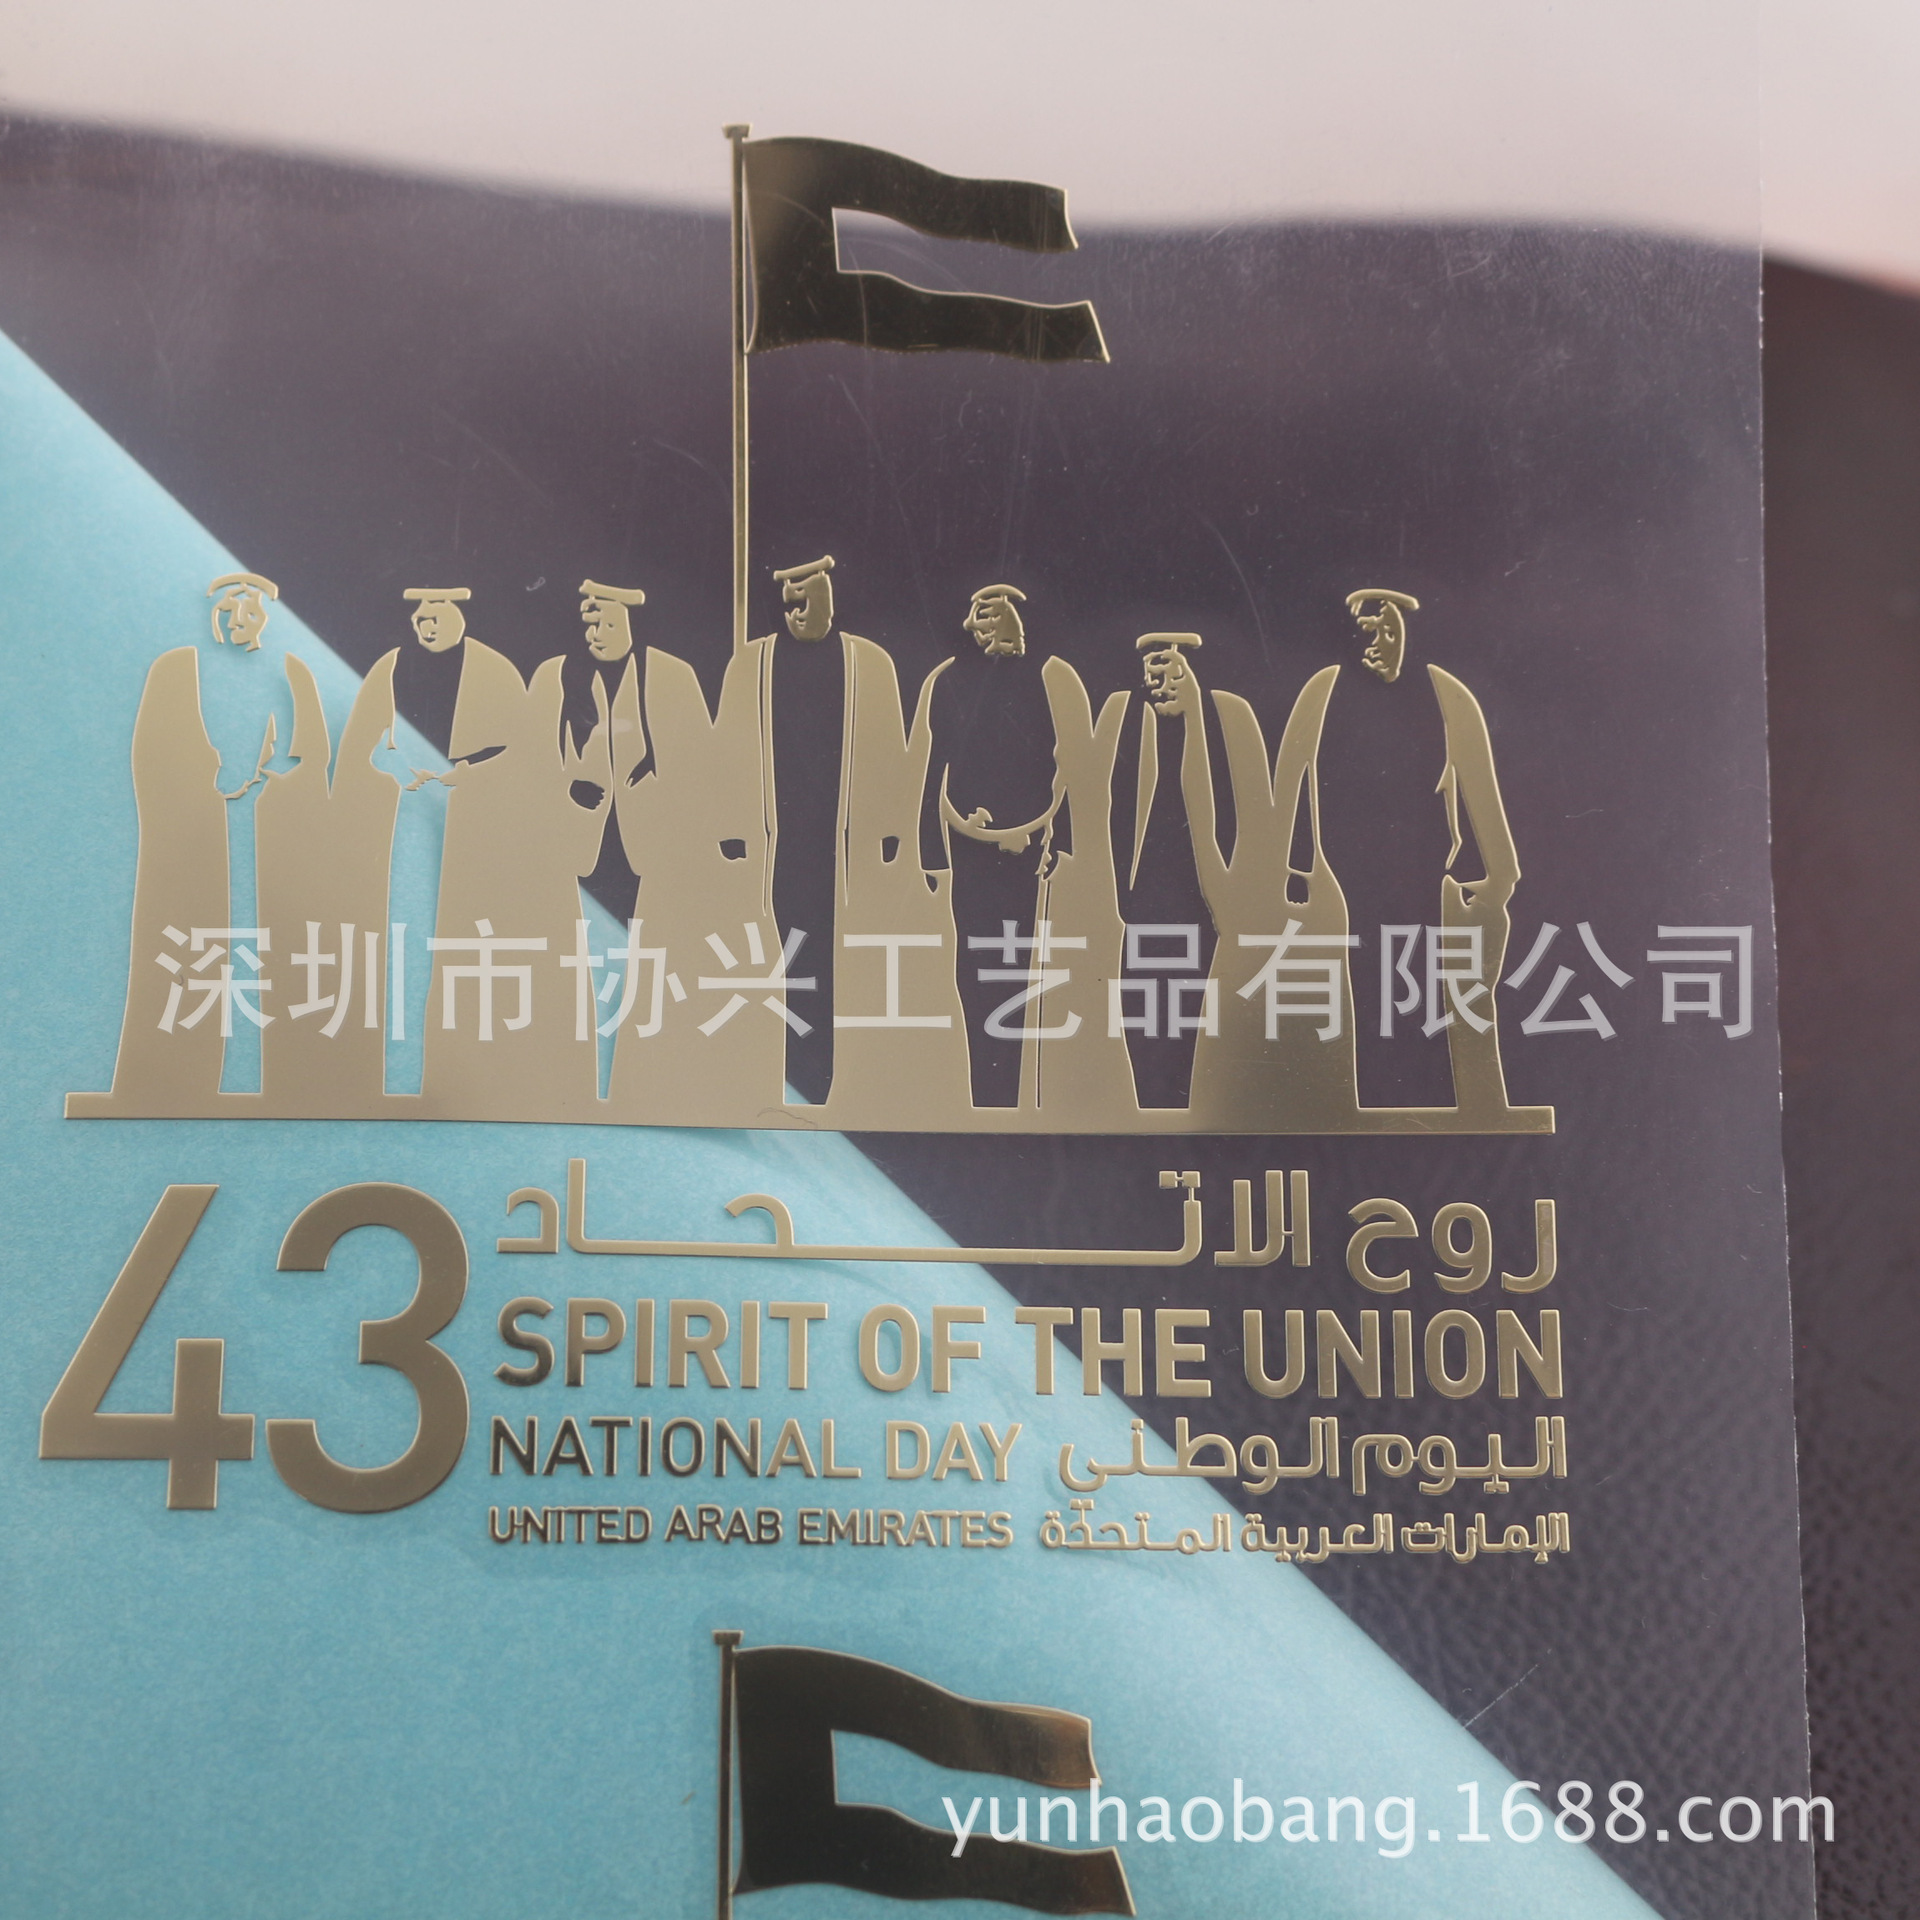 深圳市协兴工艺品有限公司
43
روح الاتـــحـــاد
SPIRIT OF THE UNION
NATIONAL DAY اليوم الوطني
UNITED ARAB EMIRATES الإمارات العربية المتحدة
yunhaobang.1688.com